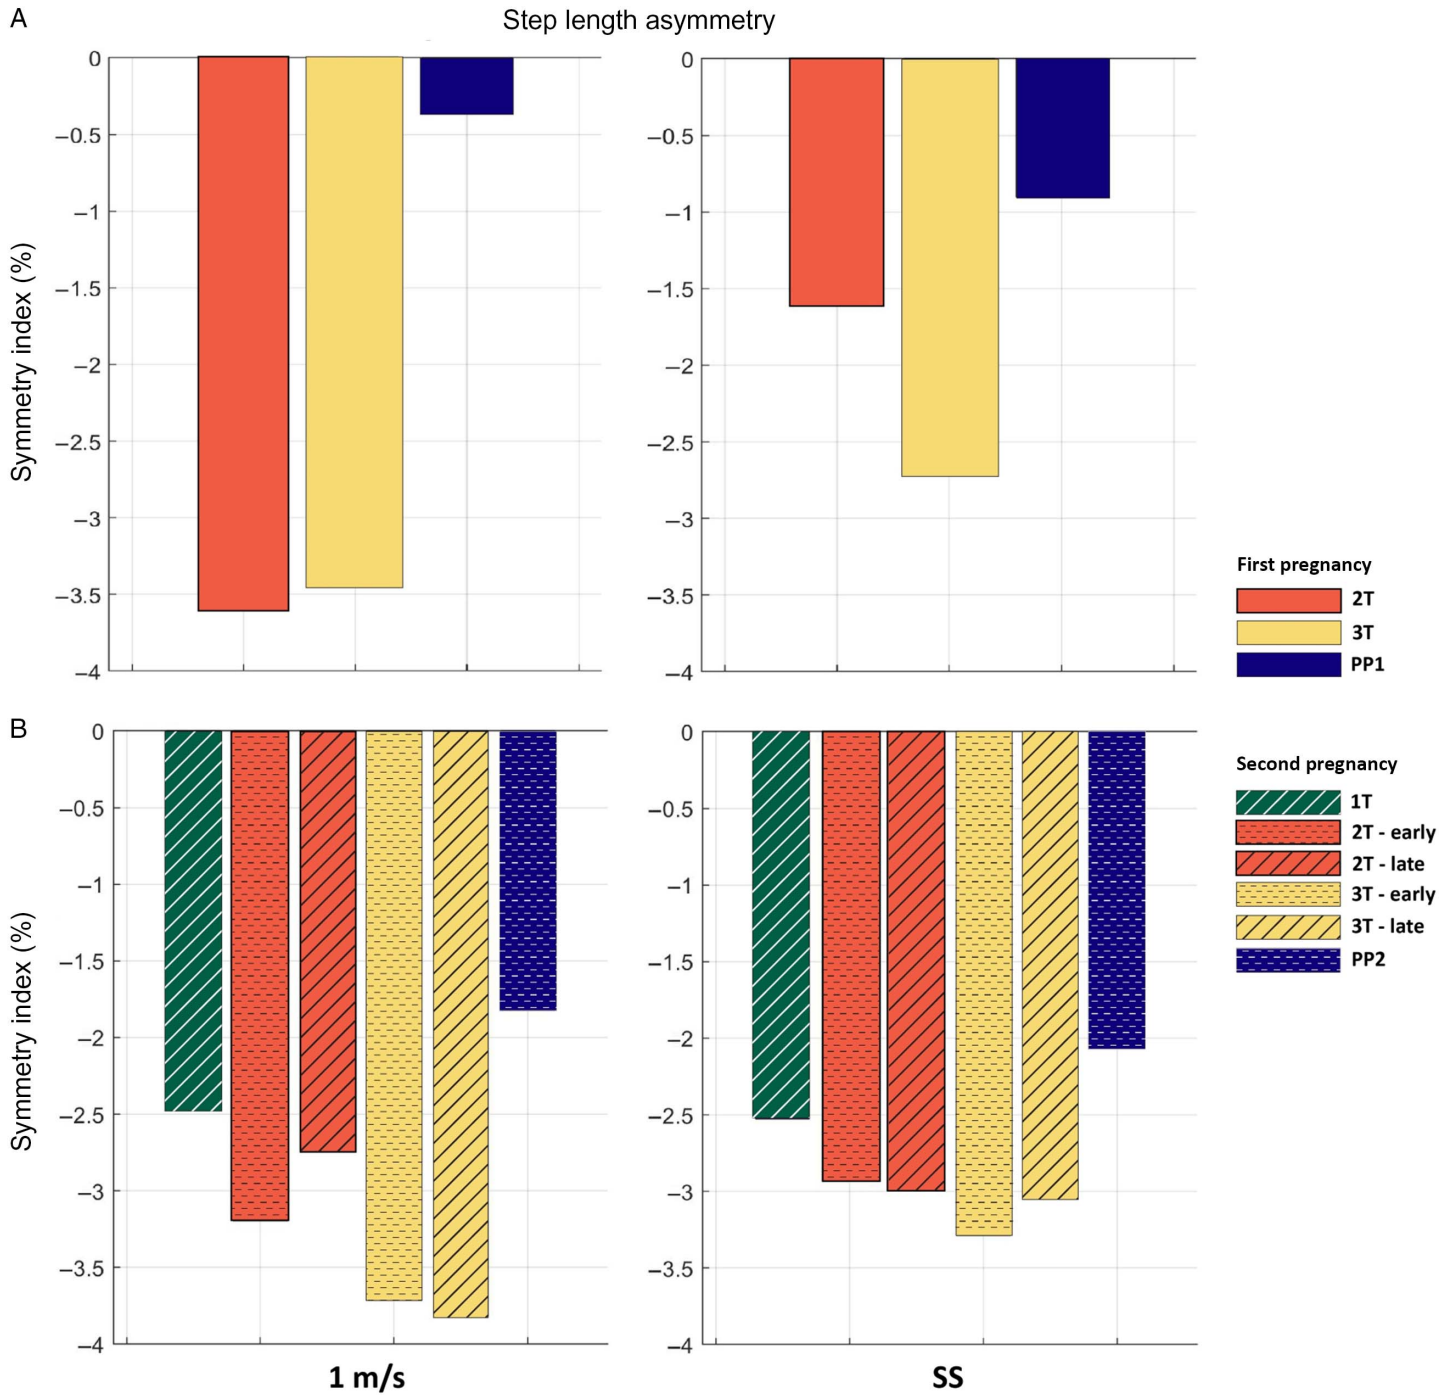 A
Step length asymmetry
Symmetry index (%)
0
–0.5
–1
–1.5
–2
–2.5
–3
–3.5
–4
0
–0.5
–1
–1.5
–2
–2.5
–3
–3.5
–4
First pregnancy
2T
3T
PP1
B
Symmetry index (%)
0
–0.5
–1
–1.5
–2
–2.5
–3
–3.5
–4
1 m/s
0
–0.5
–1
–1.5
–2
–2.5
–3
–3.5
–4
SS
Second pregnancy
1T
2T - early
2T - late
3T - early
3T - late
PP2